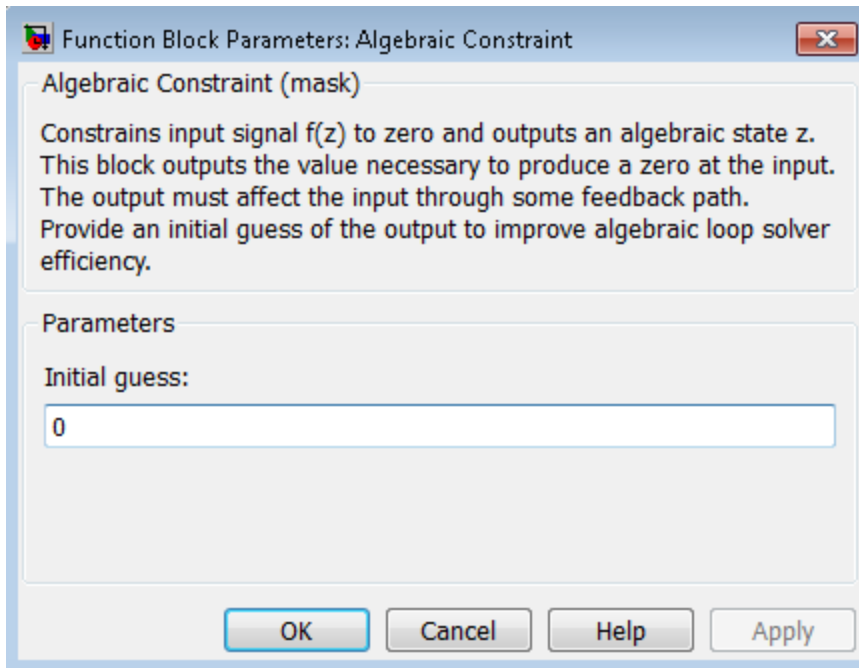 Function Block Parameters: Algebraic Constraint
Algebraic Constraint (mask)
Constrains input signal f(z) to zero and outputs an algebraic state z.
This block outputs the value necessary to produce a zero at the input.
The output must affect the input through some feedback path.
Provide an initial guess of the output to improve algebraic loop solver
efficiency.
Parameters
Initial guess:
0
OK Cancel Help Apply